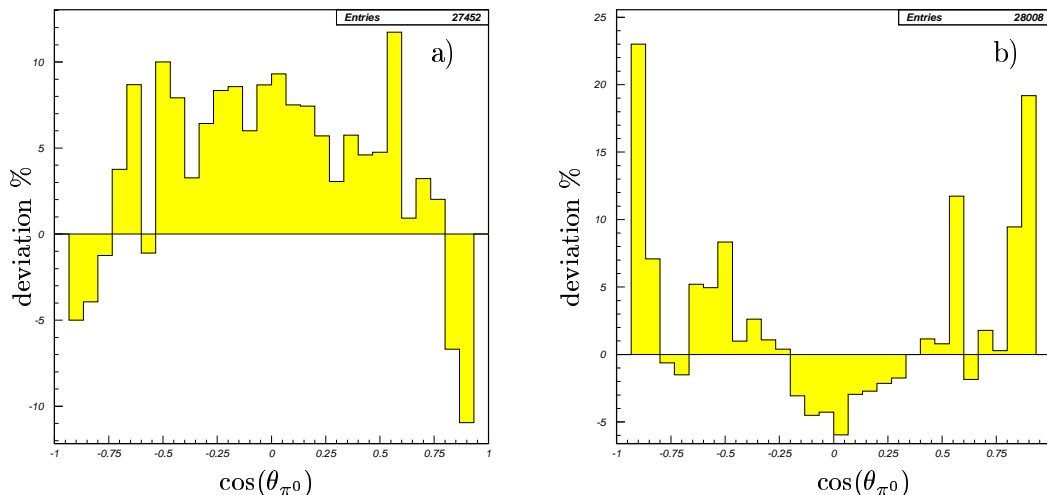 Entries 27452
a)
10
5
0
-5
-10
deviation %
-1 -0.75 -0.5 -0.25 0 0.25 0.5 0.75 1
cos(θπ0)
Entries 28008
b)
25
20
15
10
5
0
-5
deviation %
-1 -0.75 -0.5 -0.25 0 0.25 0.5 0.75
cos(θπ0)